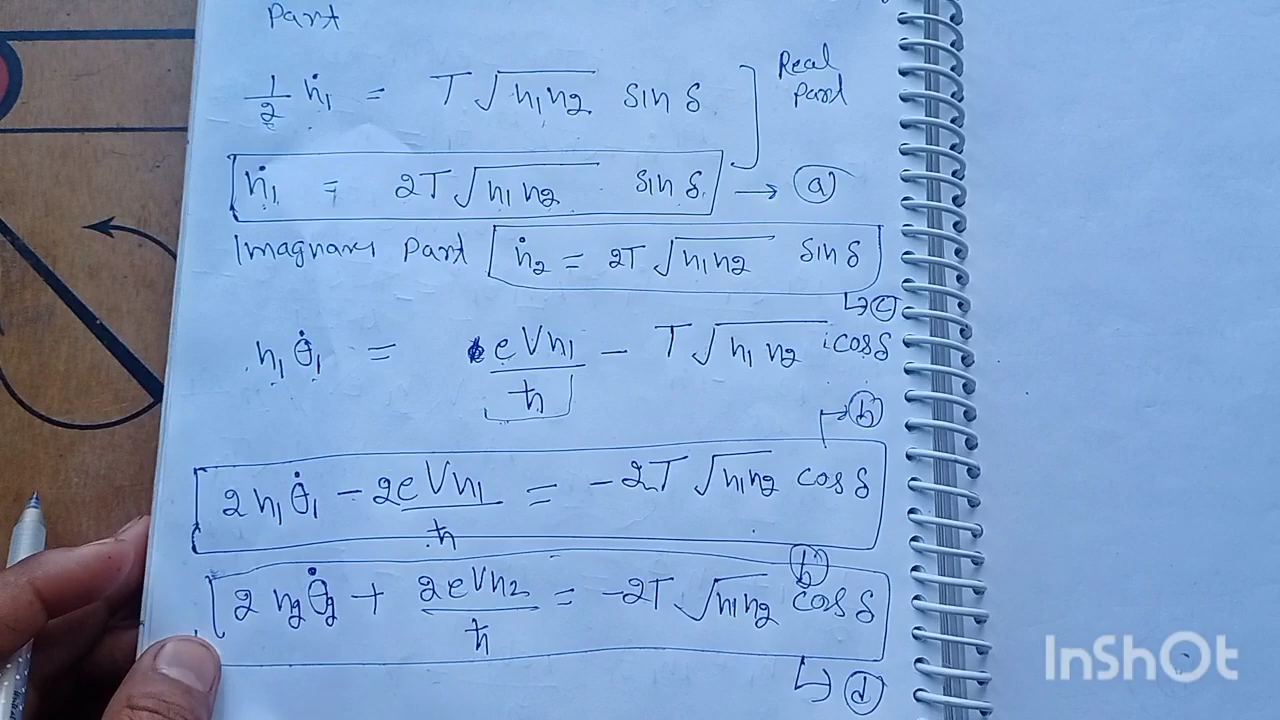 Part
1/2 ṅ₁ = T√n₁n₂ sin δ
Real
part
ṅ₁ = 2T√n₁n₂ sin δ → (a)
Imagnary Part ṅ₂ = 2T√n₁n₂ sin δ
↳ (c)
n₁θ̇₁ = eVn₁/ħ − T√n₁n₂ cos δ
→ (b)
2n₁θ̇₁ − 2eVn₁/ħ = −2T√n₁n₂ cos δ
(b)
2n₂θ̇₂ + 2eVn₂/ħ = −2T√n₁n₂ cos δ
↳ (d)
InShOt